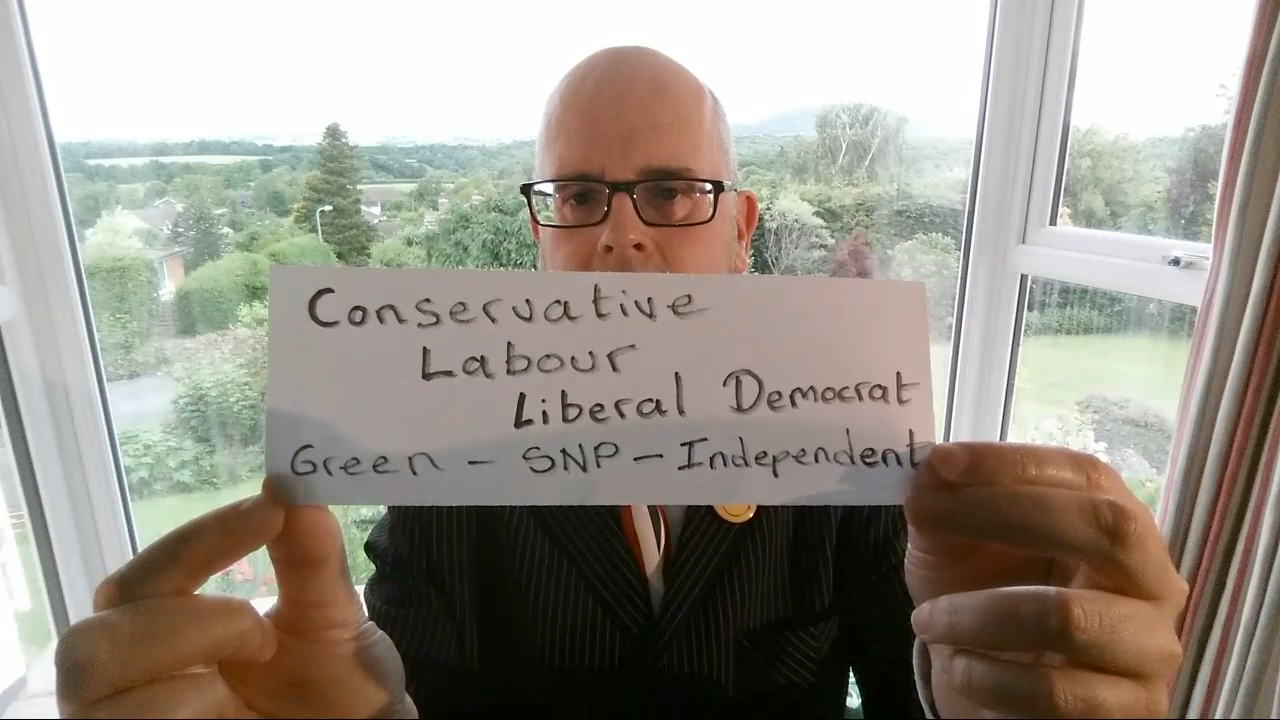 Conservative
Labour
Liberal Democrat
Green - SNP - Independent